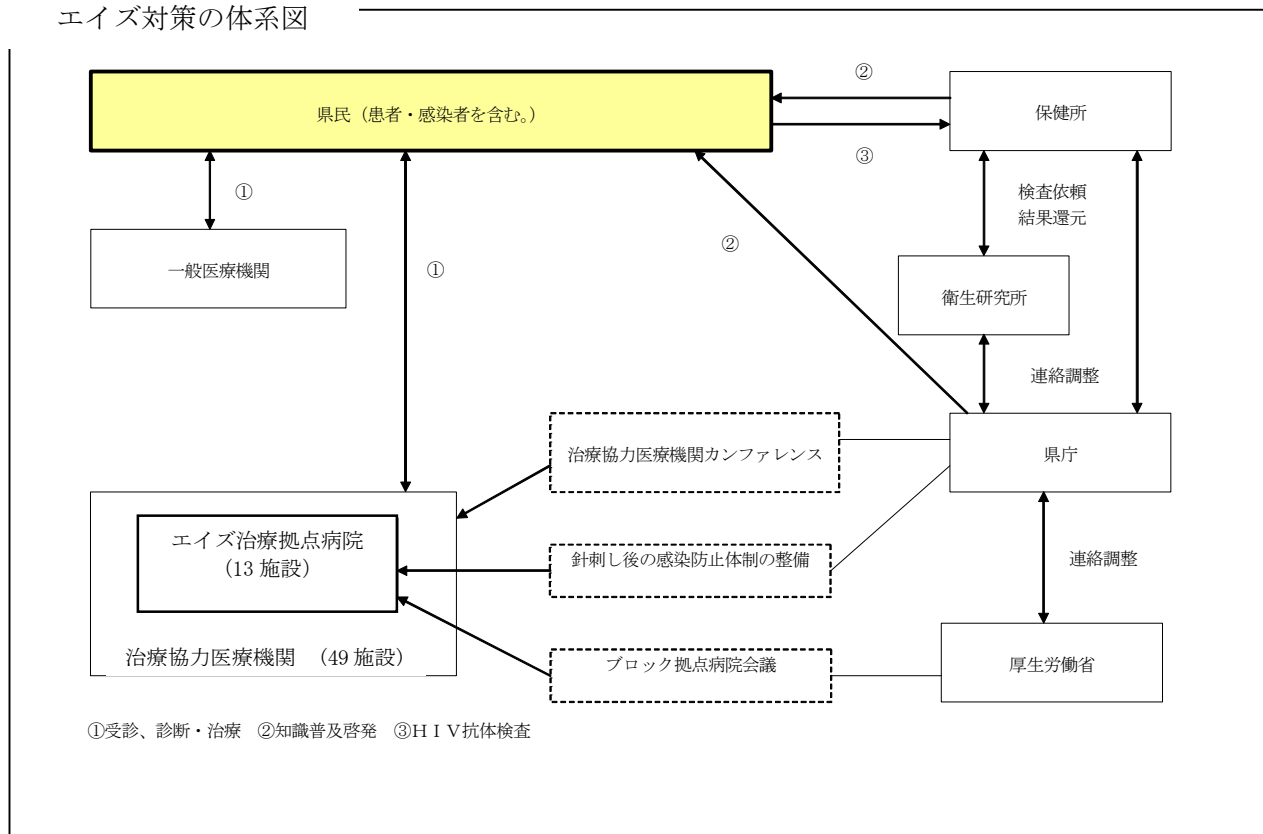 エイズ対策の体系図
②
県民（患者・感染者を含む。）
保健所
③
①
検査依頼
結果還元
②
一般医療機関
①
衛生研究所
連絡調整
治療協力医療機関カンファレンス
県庁
エイズ治療拠点病院
（13 施設）
針刺し後の感染防止体制の整備
連絡調整
治療協力医療機関　（49 施設）
ブロック拠点病院会議
厚生労働省
①受診、診断・治療　②知識普及啓発　③ＨＩＶ抗体検査